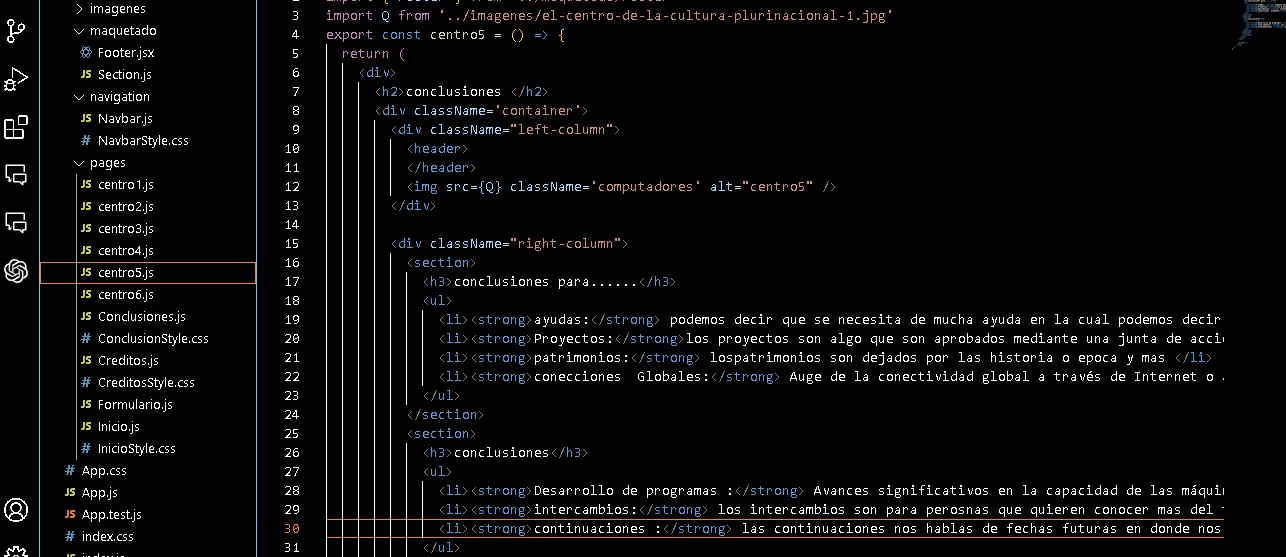 imagenes
maquetado
Footer.jsx
JS Section.js
navigation
JS Navbar.js
# NavbarStyle.css
pages
JS centro1.js
JS centro2.js
JS centro3.js
JS centro4.js
JS centro5.js
JS centro6.js
JS Conclusiones.js
# ConclusionStyle.css
JS Creditos.js
# CreditosStyle.css
JS Formulario.js
JS Inicio.js
# InicioStyle.css
# App.css
JS App.js
JS App.test.js
# index.css
JS index.js
3 import Q from '../imagenes/el-centro-de-la-cultura-plurinacional-1.jpg'
4 export const centro5 = () => {
5 return (
6 <div>
7 <h2>conclusiones </h2>
8 <div className='container'>
9 <div className="left-column">
10 <header>
11 </header>
12 <img src={Q} className='computadores' alt="centro5" />
13 </div>
14
15 <div className="right-column">
16 <section>
17 <h3>conclusiones para......</h3>
18 <ul>
19 <li><strong>ayudas:</strong> podemos decir que se necesita de mucha ayuda en la cual podemos decir
20 <li><strong>Proyectos:</strong>los proyectos son algo que son aprobados mediante una junta de acci
21 <li><strong>patrimonios:</strong> lospatrimonios son dejados por las historia o epoca y mas </li>
22 <li><strong>conecciones  Globales:</strong> Auge de la conectividad global a través de Internet o
23 </ul>
24 </section>
25 <section>
26 <h3>conclusiones</h3>
27 <ul>
28 <li><strong>Desarrollo de programas :</strong> Avances significativos en la capacidad de las máqui
29 <li><strong>intercambios:</strong> los intercambios son para perosnas que quieren conocer mas del
30 <li><strong>continuaciones :</strong> las continuaciones nos hablas de fechas futuras en donde nos
31 </ul>